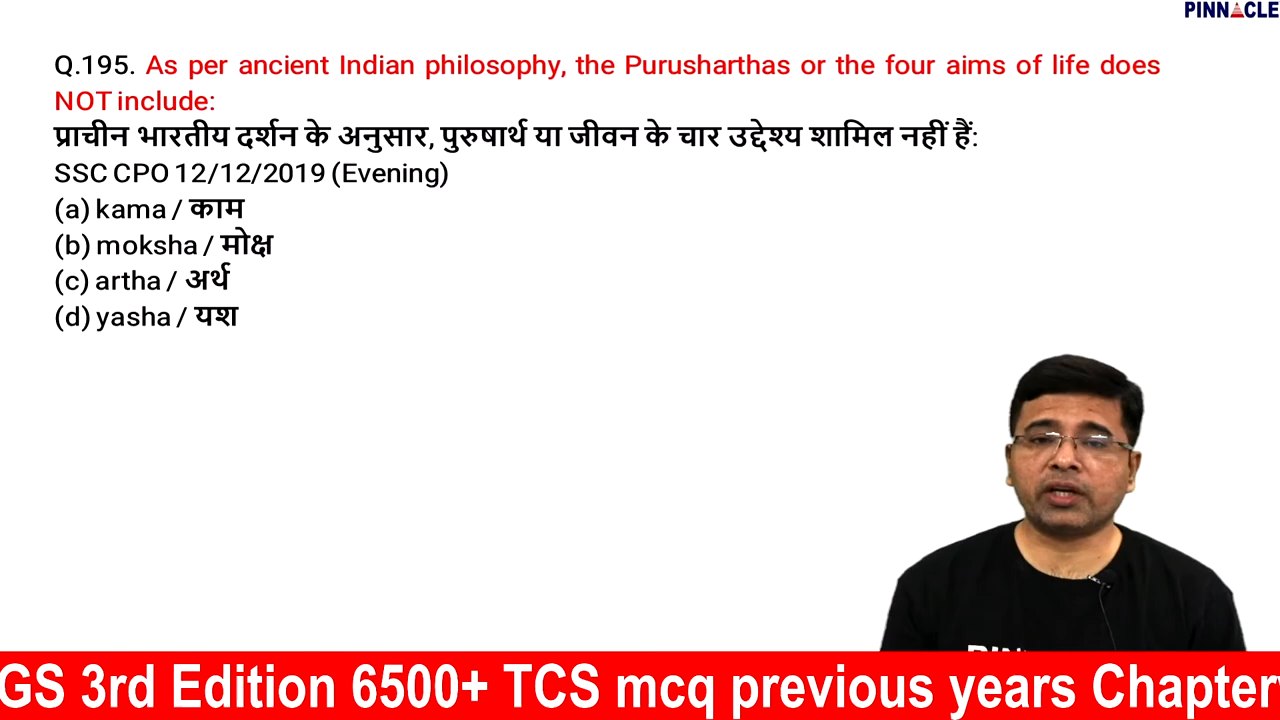 PINNACLE
Q.195. As per ancient Indian philosophy, the Purusharthas or the four aims of life does
NOT include:
प्राचीन भारतीय दर्शन के अनुसार, पुरुषार्थ या जीवन के चार उद्देश्य शामिल नहीं हैं:
SSC CPO 12/12/2019 (Evening)
(a) kama / काम
(b) moksha / मोक्ष
(c) artha / अर्थ
(d) yasha / यश
GS 3rd Edition 6500+ TCS mcq previous years Chapter